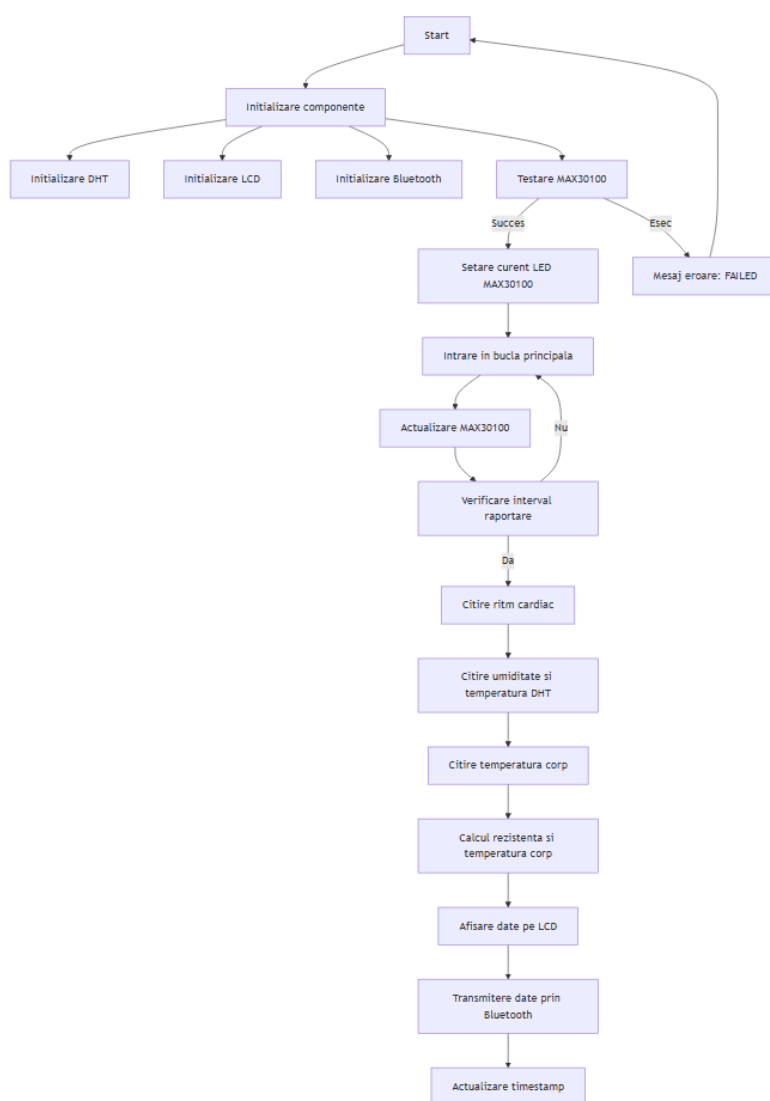 Start
Initializare componente
Initializare DHT
Initializare LCD
Initializare Bluetooth
Testare MAX30100
Succes
Esec
Setare curent LED
MAX30100
Mesaj eroare: FAILED
Intrare in bucla principala
Actualizare MAX30100
Nu
Verificare interval
raportare
Da
Citire ritm cardiac
Citire umiditate si
temperatura DHT
Citire temperatura corp
Calcul rezistenta si
temperatura corp
Afisare date pe LCD
Transmitere date prin
Bluetooth
Actualizare timestamp